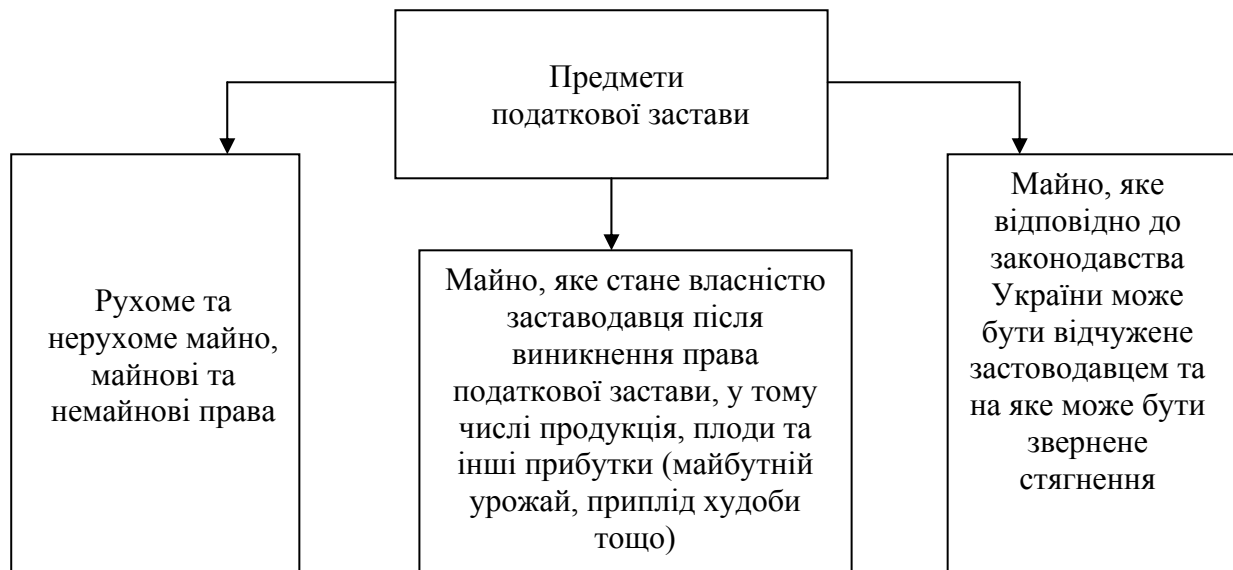 Предмети
податкової застави
Рухоме та
нерухоме майно,
майнові та
немайнові права
Майно, яке стане власністю
заставодавця після
виникнення права
податкової застави, у тому
числі продукція, плоди та
інші прибутки (майбутній
урожай, приплід худоби
тощо)
Майно, яке
відповідно до
законодавства
України може
бути відчужене
застоводавцем та
на яке може бути
звернене
стягнення